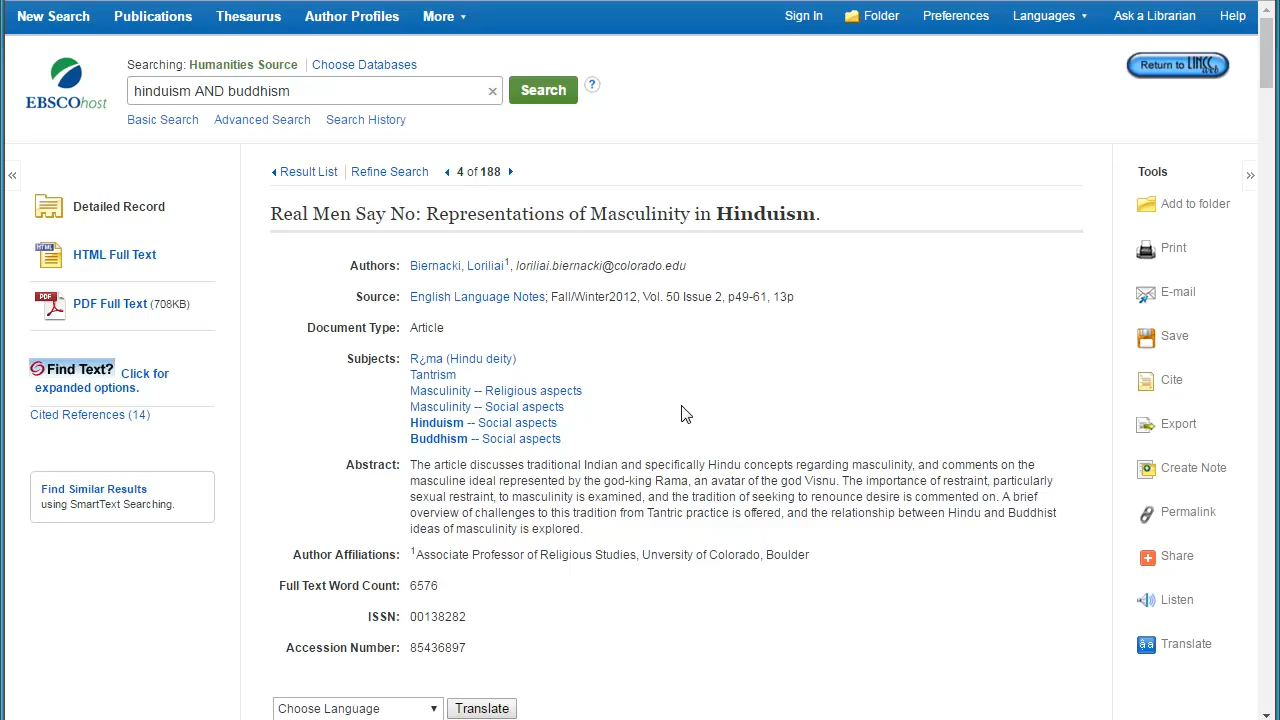 New Search Publications Thesaurus Author Profiles More Sign In Folder Preferences Languages Ask a Librarian Help
Searching: Humanities Source Choose Databases
hinduism AND buddhism × Search ?
Basic Search Advanced Search Search History
EBSCOhost
Return to LINCCweb
«
Detailed Record
HTML Full Text
PDF Full Text (708KB)
Find Text? Click for
expanded options.
Cited References (14)
Find Similar Results
using SmartText Searching.
Result List Refine Search 4 of 188
Real Men Say No: Representations of Masculinity in Hinduism.
Authors: Biernacki, Loriliai1, loriliai.biernacki@colorado.edu
Source: English Language Notes; Fall/Winter2012, Vol. 50 Issue 2, p49-61, 13p
Document Type: Article
Subjects: R¿ma (Hindu deity)
Tantrism
Masculinity -- Religious aspects
Masculinity -- Social aspects
Hinduism -- Social aspects
Buddhism -- Social aspects
Abstract: The article discusses traditional Indian and specifically Hindu concepts regarding masculinity, and comments on the
masculine ideal represented by the god-king Rama, an avatar of the god Visnu. The importance of restraint, particularly
sexual restraint, to masculinity is examined, and the tradition of seeking to renounce desire is commented on. A brief
overview of challenges to this tradition from Tantric practice is offered, and the relationship between Hindu and Buddhist
ideas of masculinity is explored.
Author Affiliations: 1Associate Professor of Religious Studies, Unversity of Colorado, Boulder
Full Text Word Count: 6576
ISSN: 00138282
Accession Number: 85436897
Choose Language Translate
Tools
»
Add to folder
Print
E-mail
Save
Cite
Export
Create Note
Permalink
Share
Listen
âä Translate